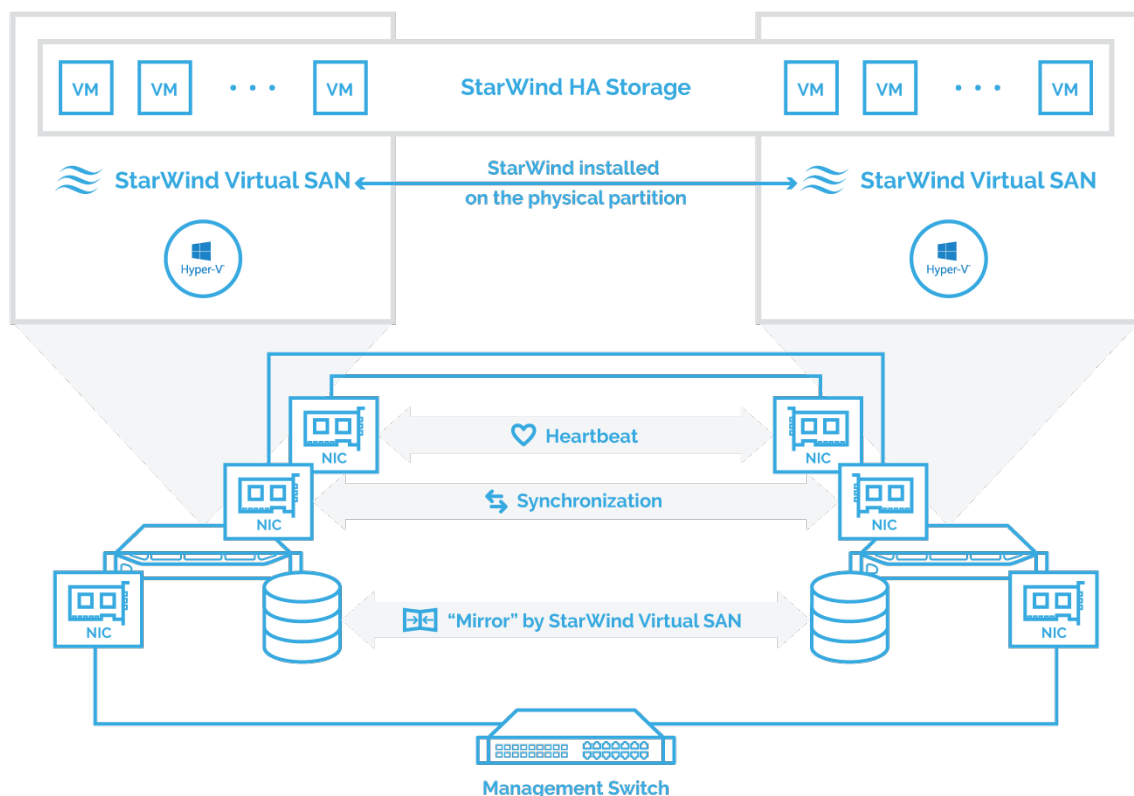 VM VM VM StarWind HA Storage VM VM VM
StarWind Virtual SAN StarWind installed on the physical partition StarWind Virtual SAN
Hyper-V Hyper-V
NIC Heartbeat NIC
NIC Synchronization NIC
NIC “Mirror” by StarWind Virtual SAN NIC
Management Switch